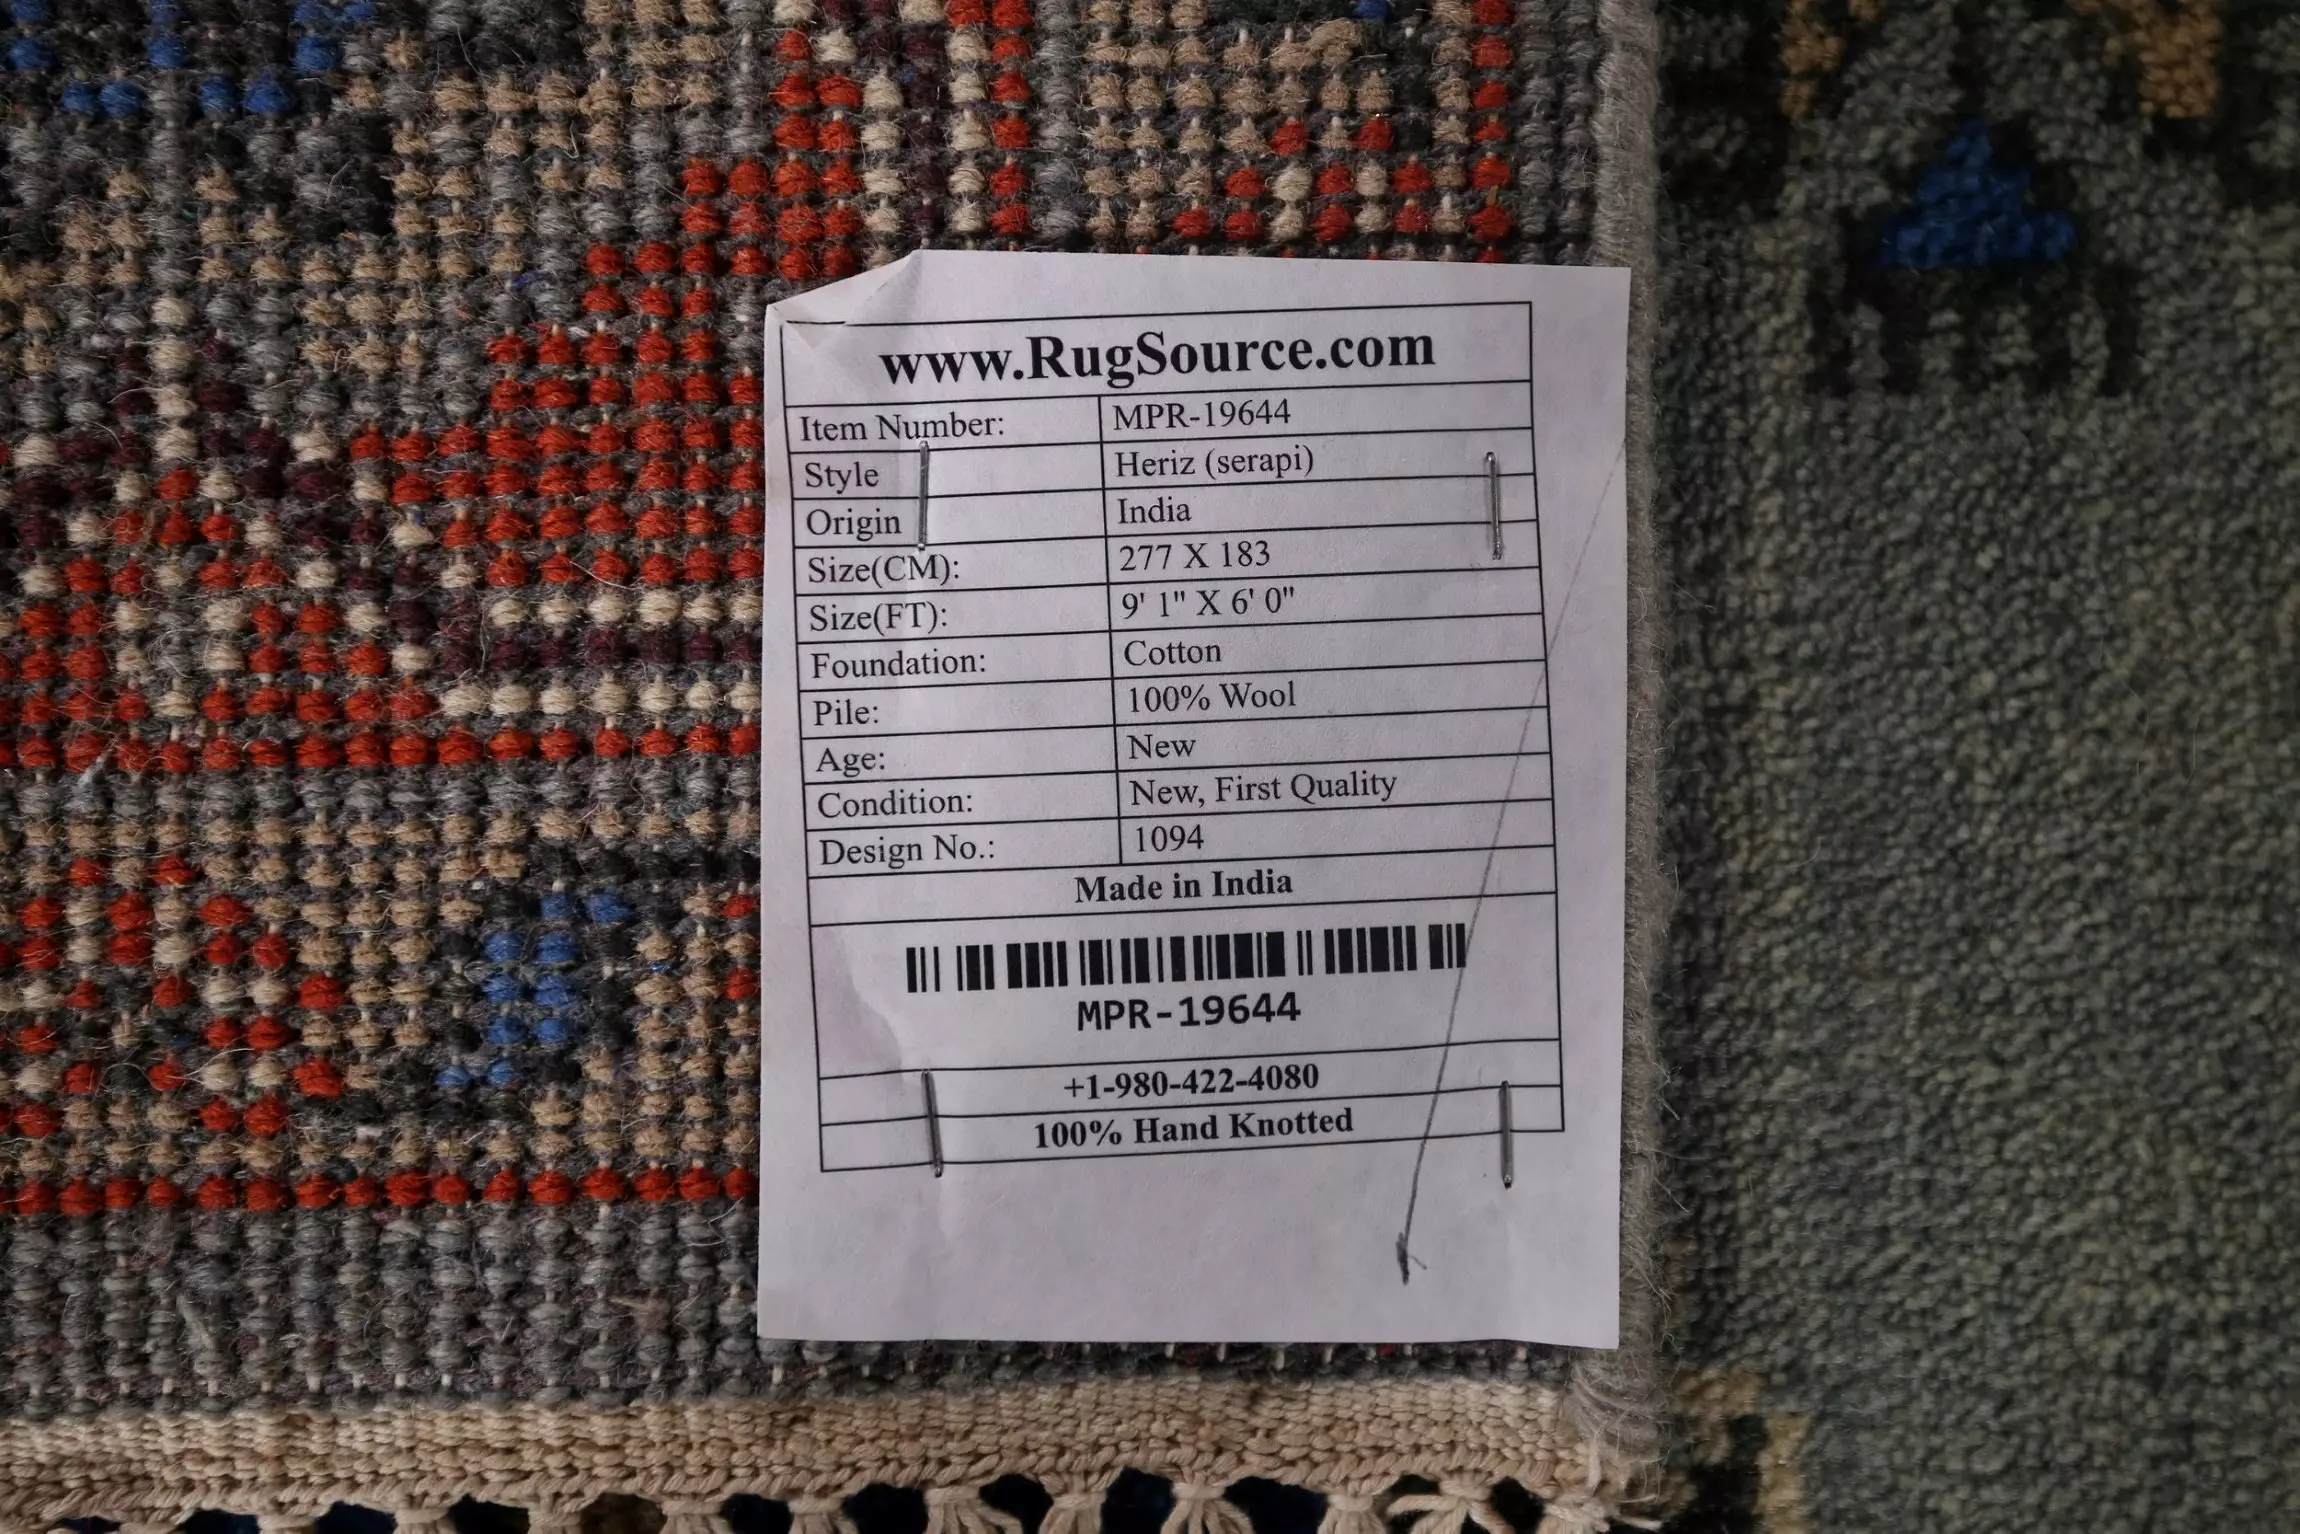 www.RugSource.com
Item Number: MPR-19644
Style Heriz (serapi)
Origin India
Size(CM): 277 X 183
Size(FT): 9' 1" X 6' 0"
Foundation: Cotton
Pile: 100% Wool
Age: New
Condition: New, First Quality
Design No.: 1094
Made in India
MPR-19644
+1-980-422-4080
100% Hand Knotted